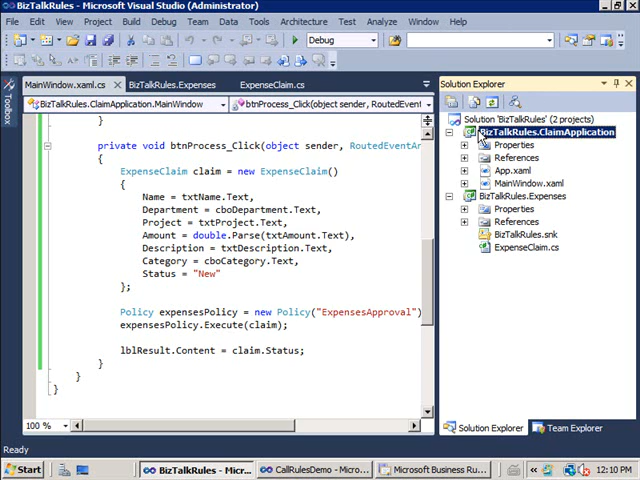 BizTalkRules - Microsoft Visual Studio (Administrator)
File Edit View Project Build Debug Team Data Tools Architecture Test Analyze Window Help
Debug
MainWindow.xaml.cs BizTalkRules.Expenses ExpenseClaim.cs
BizTalkRules.ClaimApplication.MainWindow btnProcess_Click(object sender, RoutedEvent
}
private void btnProcess_Click(object sender, RoutedEventAr
{
ExpenseClaim claim = new ExpenseClaim()
{
Name = txtName.Text,
Department = cboDepartment.Text,
Project = txtProject.Text,
Amount = double.Parse(txtAmount.Text),
Description = txtDescription.Text,
Category = cboCategory.Text,
Status = "New"
};
Policy expensesPolicy = new Policy("ExpensesApproval")
expensesPolicy.Execute(claim);
lblResult.Content = claim.Status;
}
}
}
100 %
Toolbox
Solution Explorer
Solution 'BizTalkRules' (2 projects)
BizTalkRules.ClaimApplication
Properties
References
App.xaml
MainWindow.xaml
BizTalkRules.Expenses
Properties
References
BizTalkRules.snk
ExpenseClaim.cs
Solution Explorer Team Explorer
Ready
Start BizTalkRules - Micr... CallRulesDemo - Micro... Microsoft Business Ru... 12:10 PM